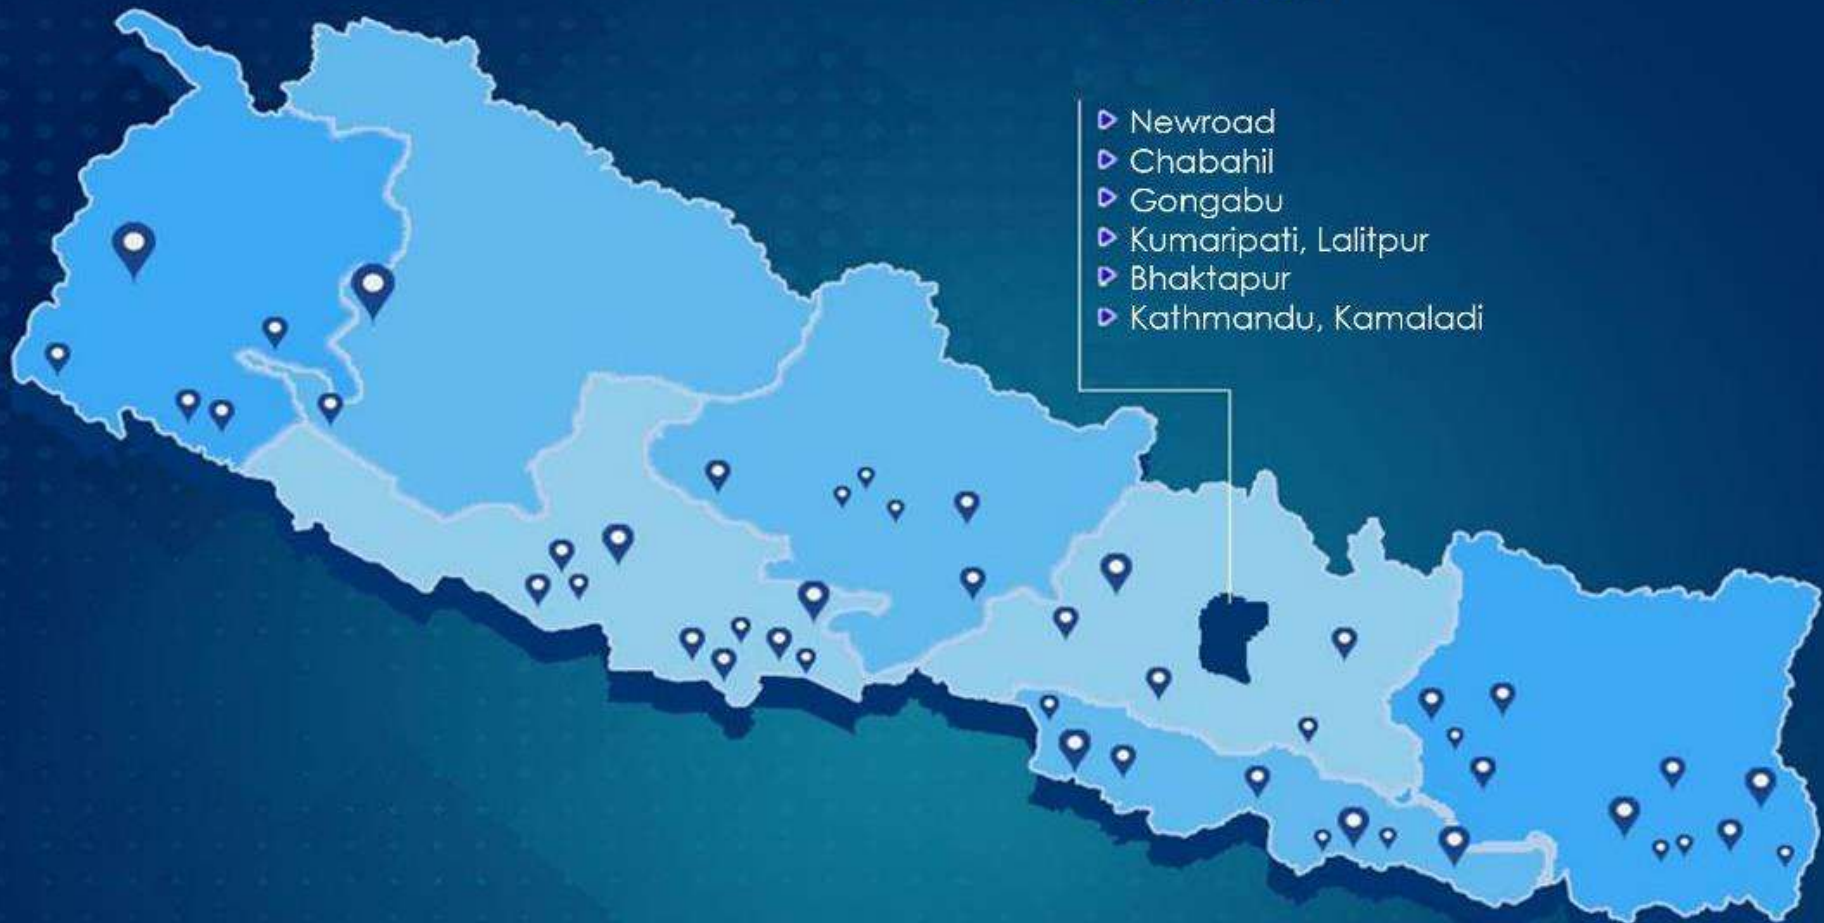 Newroad
Chabahil
Gongabu
Kumaripati, Lalitpur
Bhaktapur
Kathmandu, Kamaladi